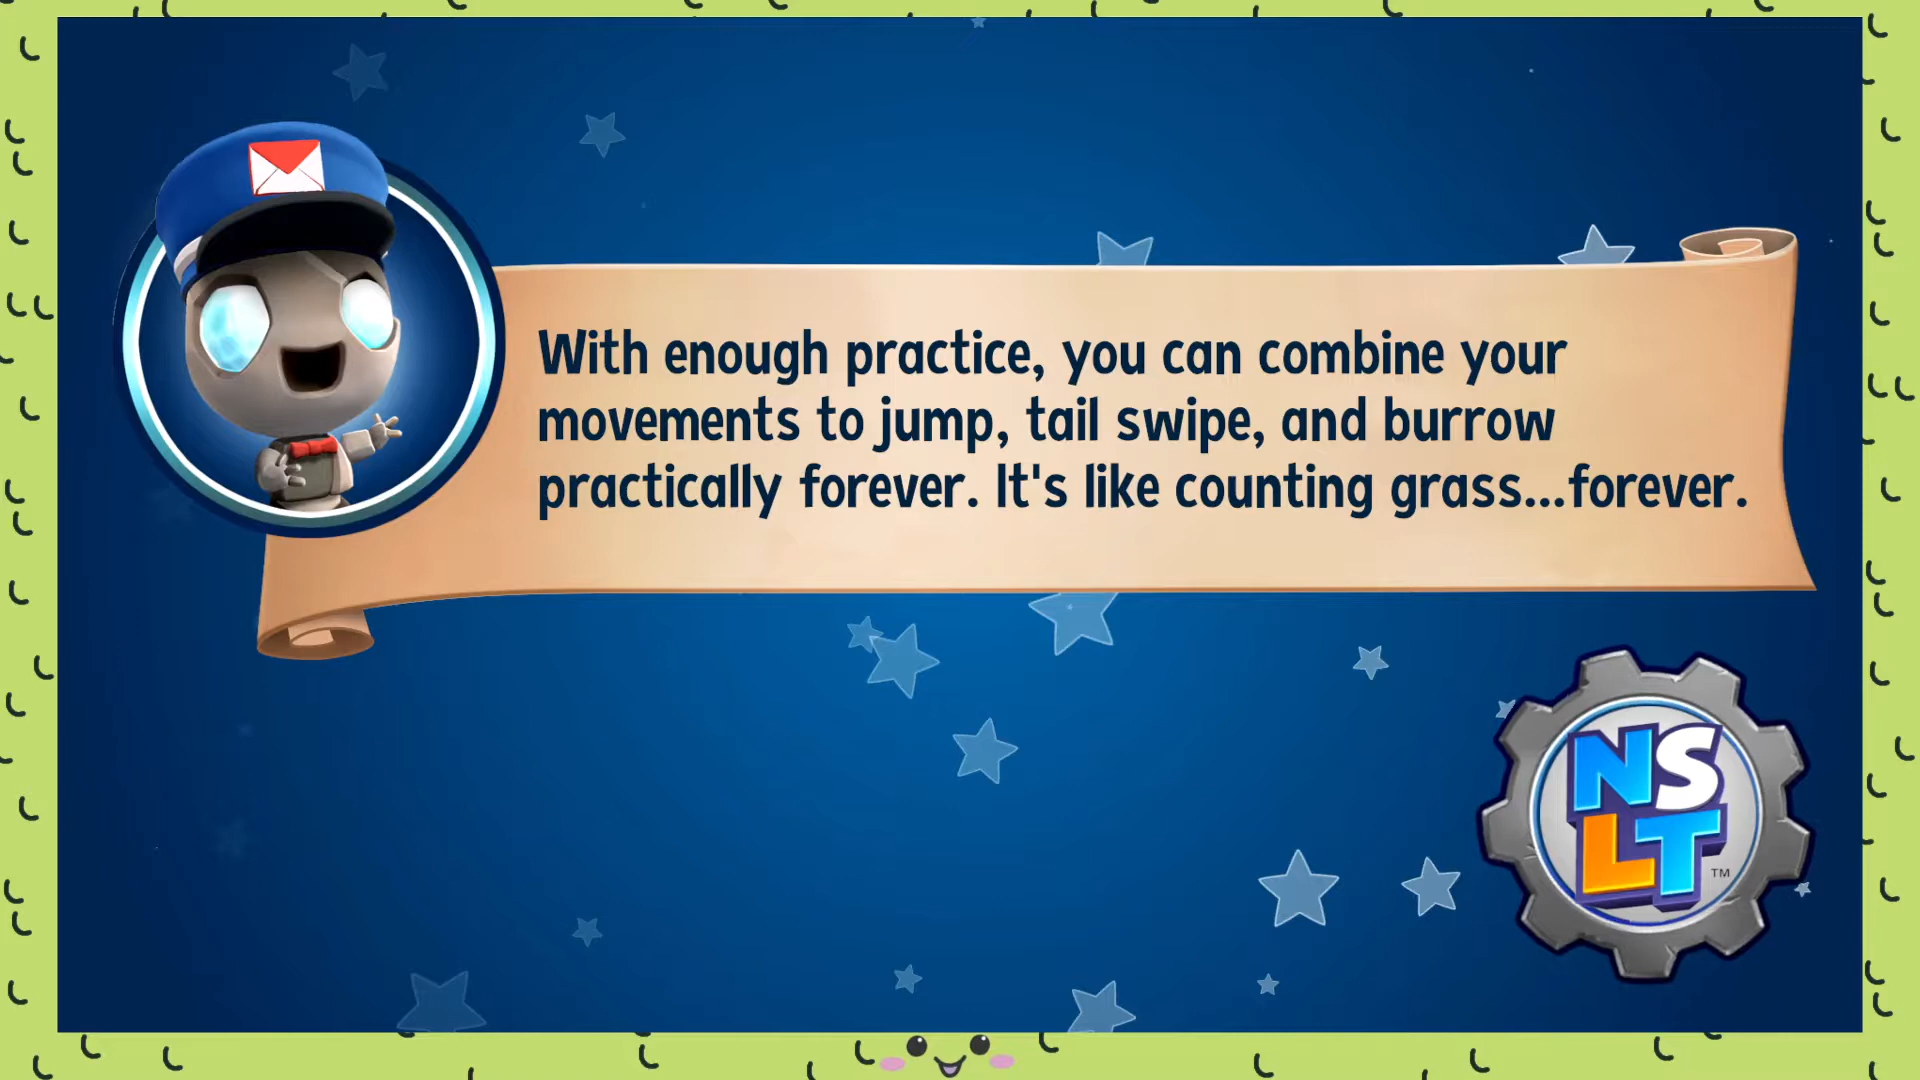 With enough practice, you can combine your
movements to jump, tail swipe, and burrow
practically forever. It's like counting grass...forever.
NS
LT
TM